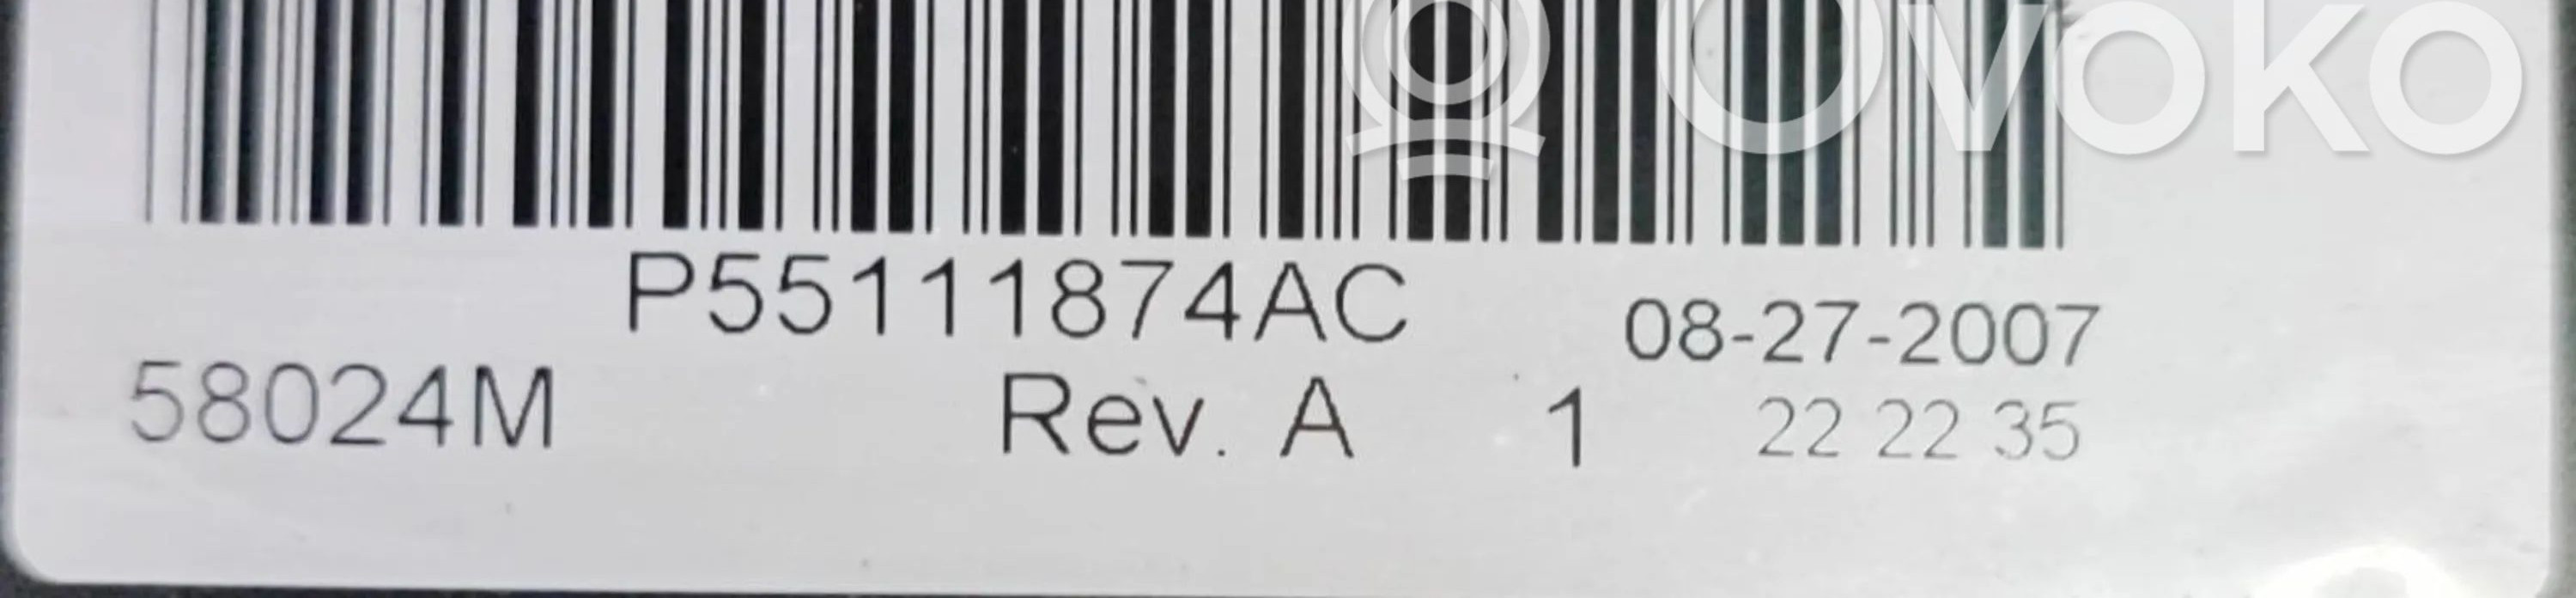 Ovoko
P55111874AC
08-27-2007
58024M
Rev. A 1
22 22 35